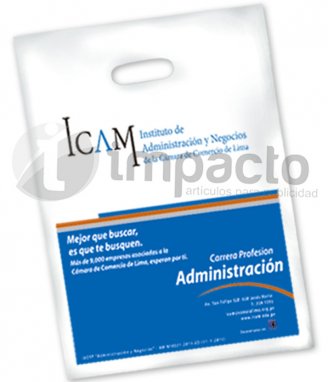 ICAM
Instituto de
Administración y Negocios
de la Cámara de Comercio de Lima
impacto
artículos para publicidad
Mejor que buscar,
es que te busquen.
Más de 9,000 empresas asociadas a la
Cámara de Comercio de Lima, esperan por ti.
Carrera Profesion
Administración